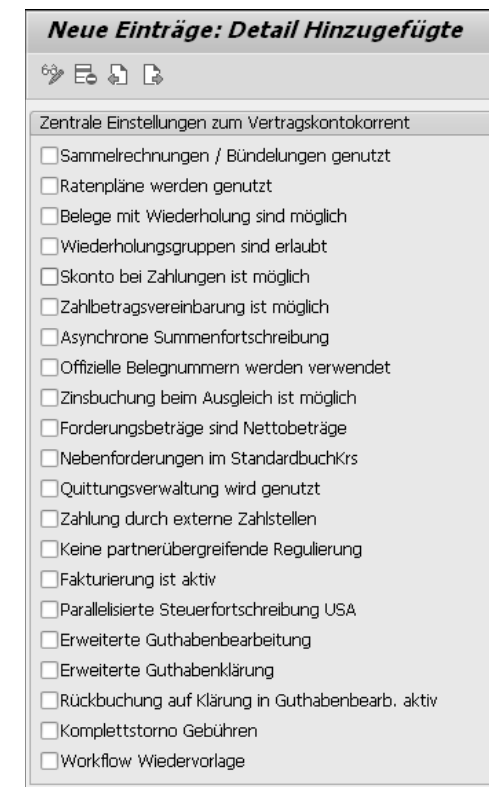 Neue Einträge: Detail Hinzugefügte
Zentrale Einstellungen zum Vertragskontokorrent
Sammelrechnungen / Bündelungen genutzt
Ratenpläne werden genutzt
Belege mit Wiederholung sind möglich
Wiederholungsgruppen sind erlaubt
Skonto bei Zahlungen ist möglich
Zahlbetragsvereinbarung ist möglich
Asynchrone Summenfortschreibung
Offizielle Belegnummern werden verwendet
Zinsbuchung beim Ausgleich ist möglich
Forderungsbeträge sind Nettobeträge
Nebenforderungen im StandardbuchKrs
Quittungsverwaltung wird genutzt
Zahlung durch externe Zahlstellen
Keine partnerübergreifende Regulierung
Fakturierung ist aktiv
Parallelisierte Steuerfortschreibung USA
Erweiterte Guthabenbearbeitung
Erweiterte Guthabenklärung
Rückbuchung auf Klärung in Guthabenbearb. aktiv
Komplettstorno Gebühren
Workflow Wiedervorlage